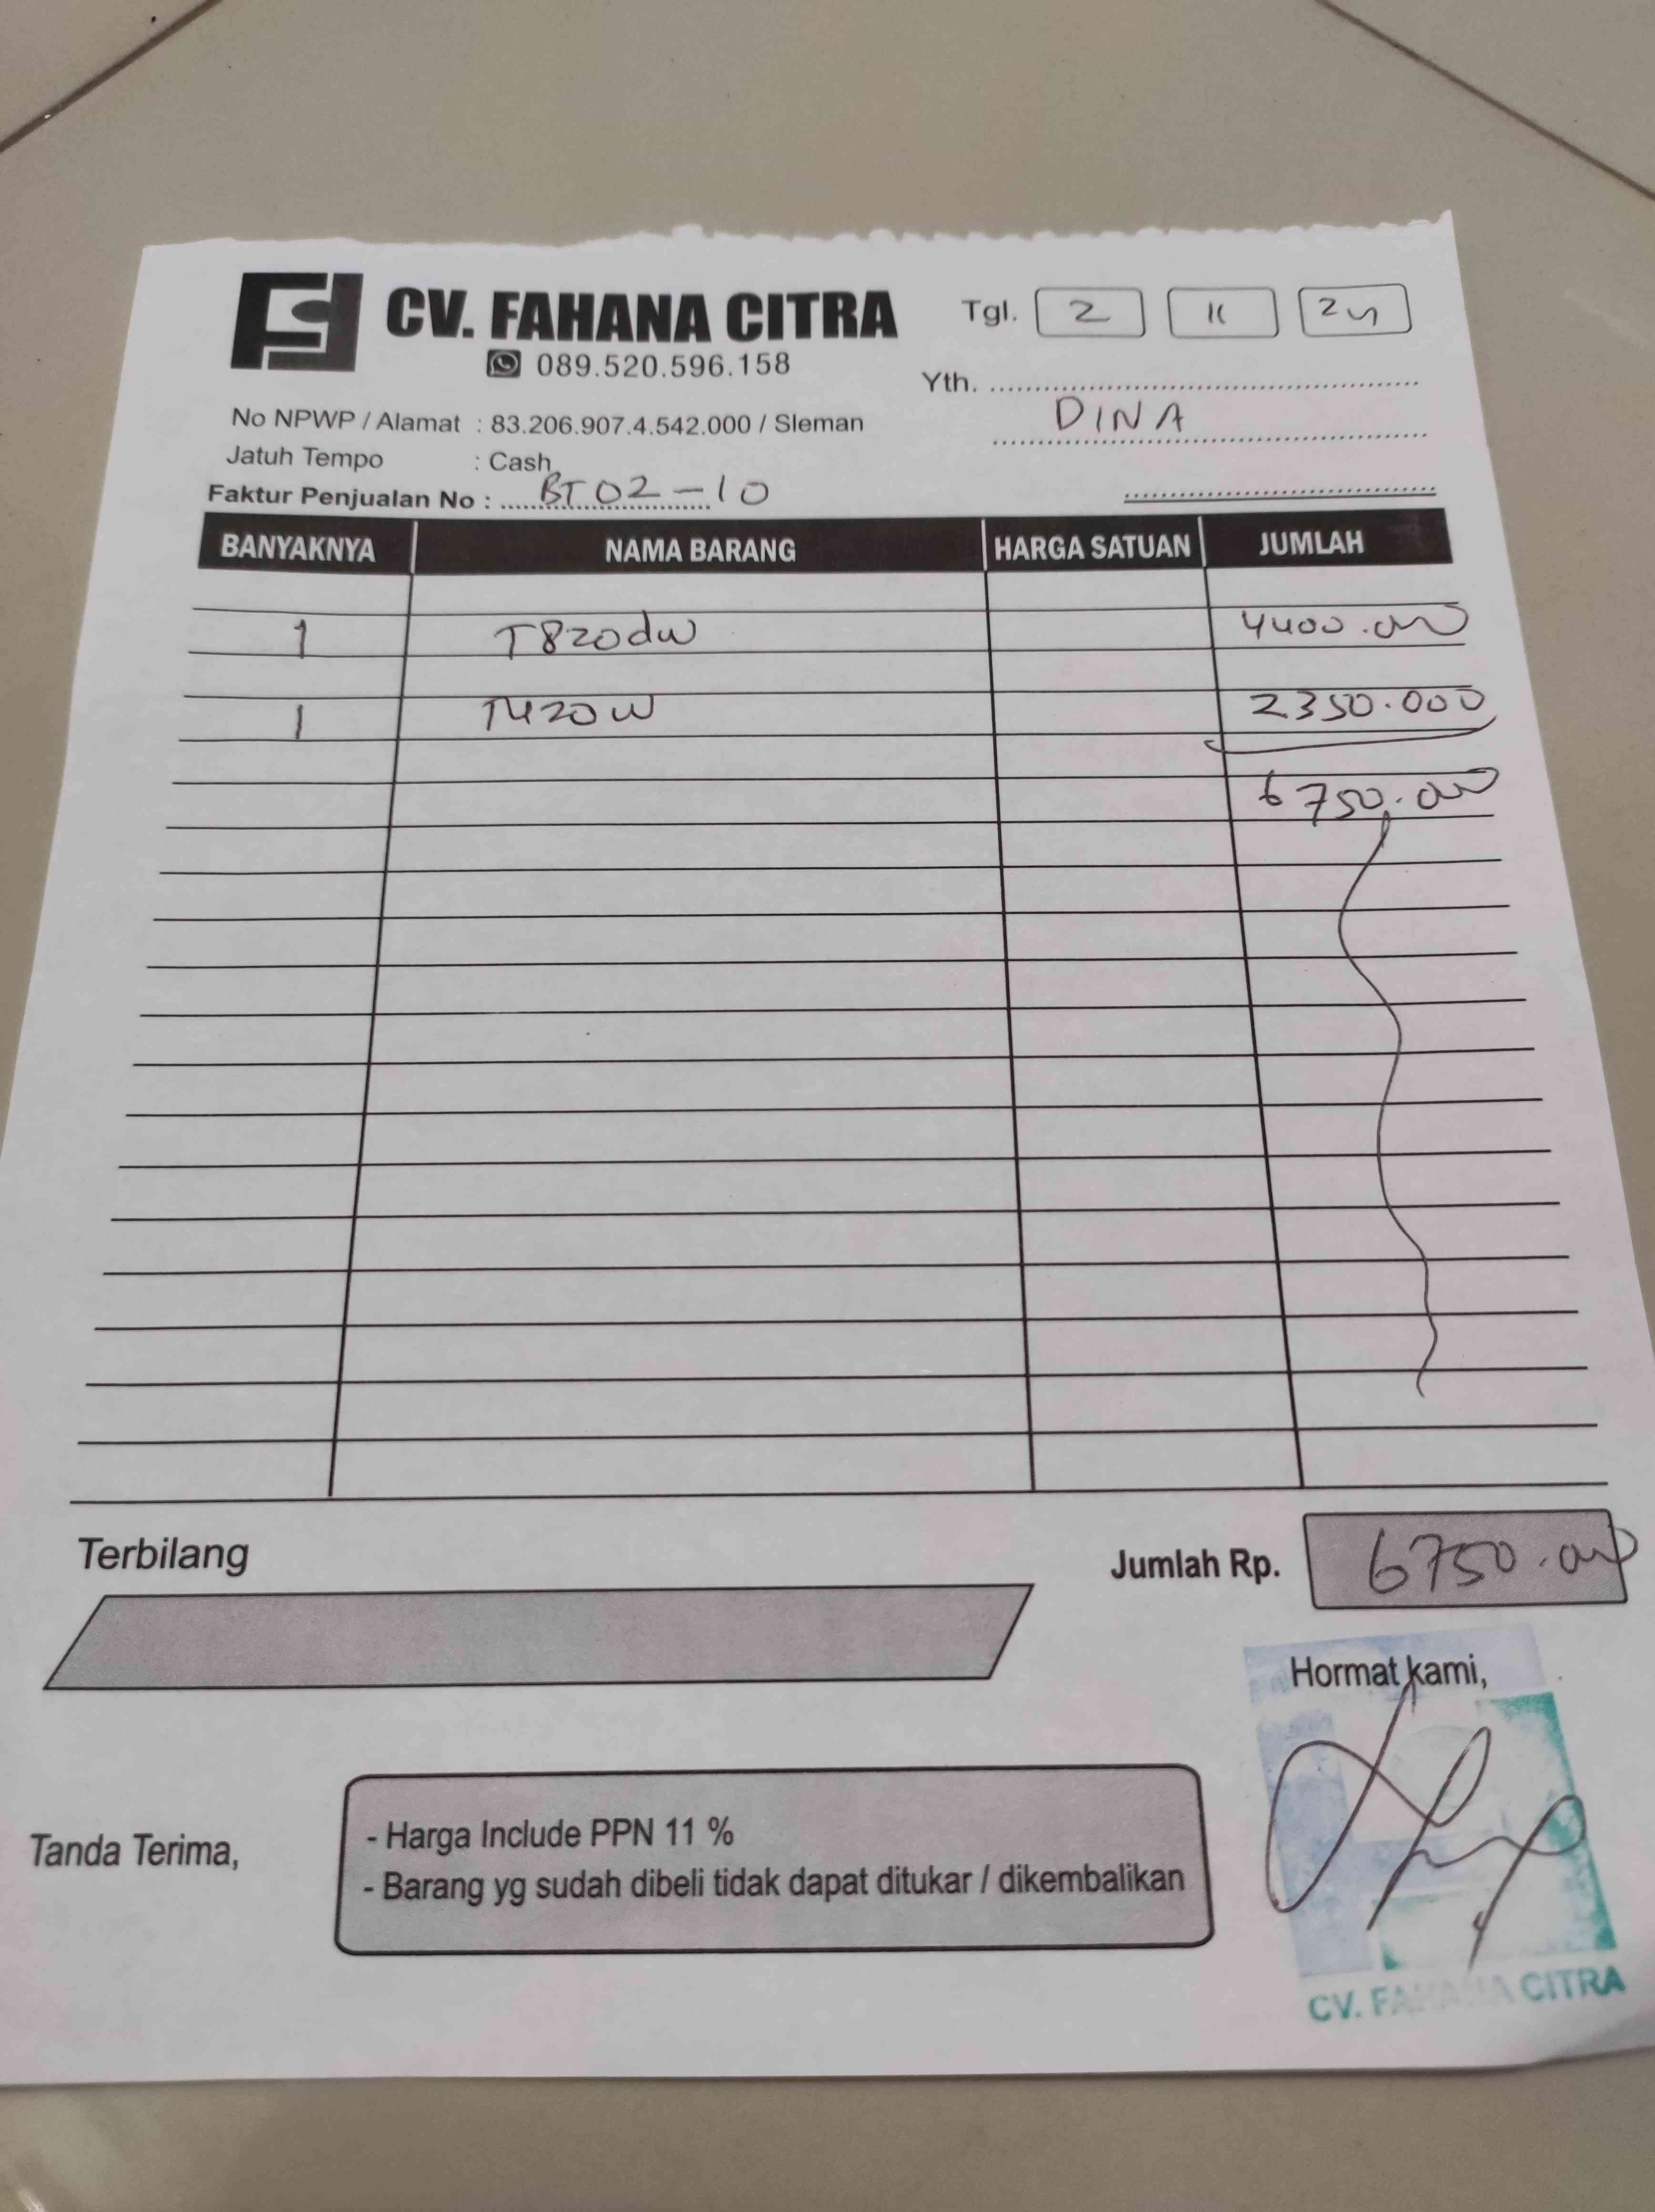 CV. FAHANA CITRA
089.520.596.158
Tgl. 2 11 24
Yth.
DINA
No NPWP / Alamat : 83.206.907.4.542.000 / Sleman
Jatuh Tempo : Cash
Faktur Penjualan No : BT02-10
BANYAKNYA NAMA BARANG HARGA SATUAN JUMLAH
1 T820dw 4400.000
1 T420W 2350.000
6750.000
Terbilang
Jumlah Rp. 6750.000
Hormat kami,
Tanda Terima,
- Harga Include PPN 11 %
- Barang yg sudah dibeli tidak dapat ditukar / dikembalikan
CV. FAHANA CITRA